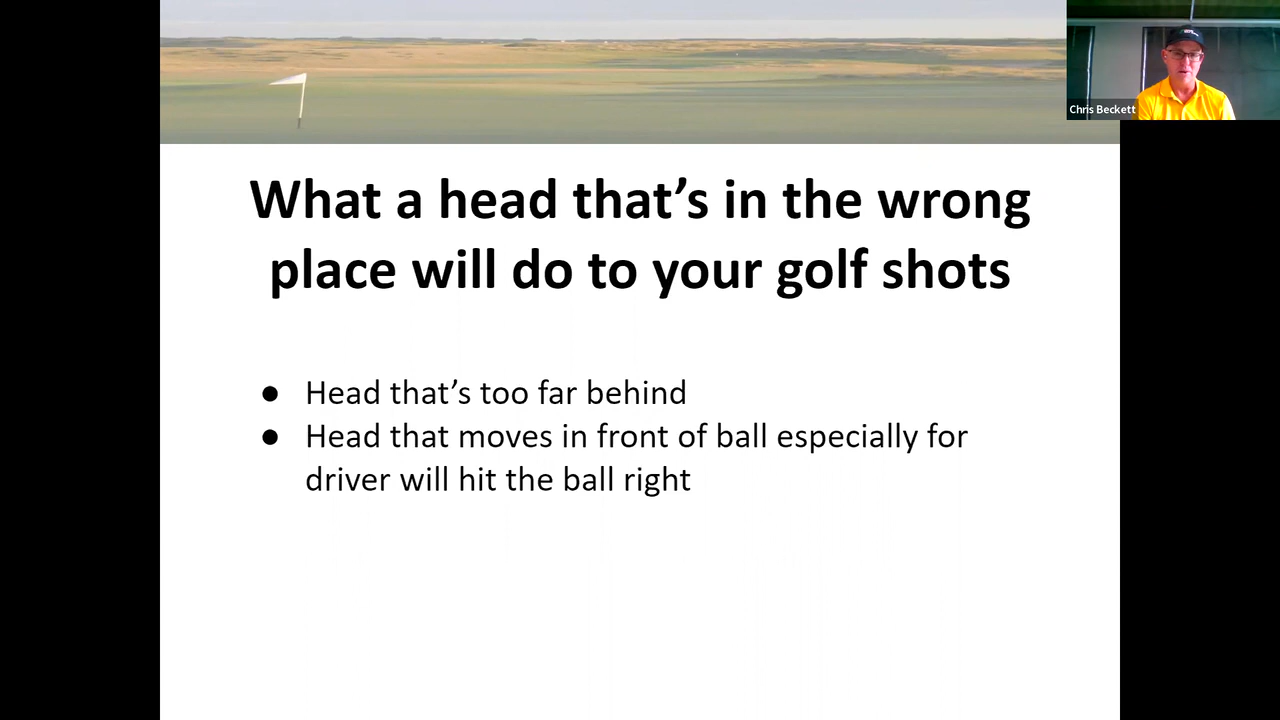 Chris Beckett
What a head that’s in the wrong
place will do to your golf shots
● Head that’s too far behind
● Head that moves in front of ball especially for
driver will hit the ball right